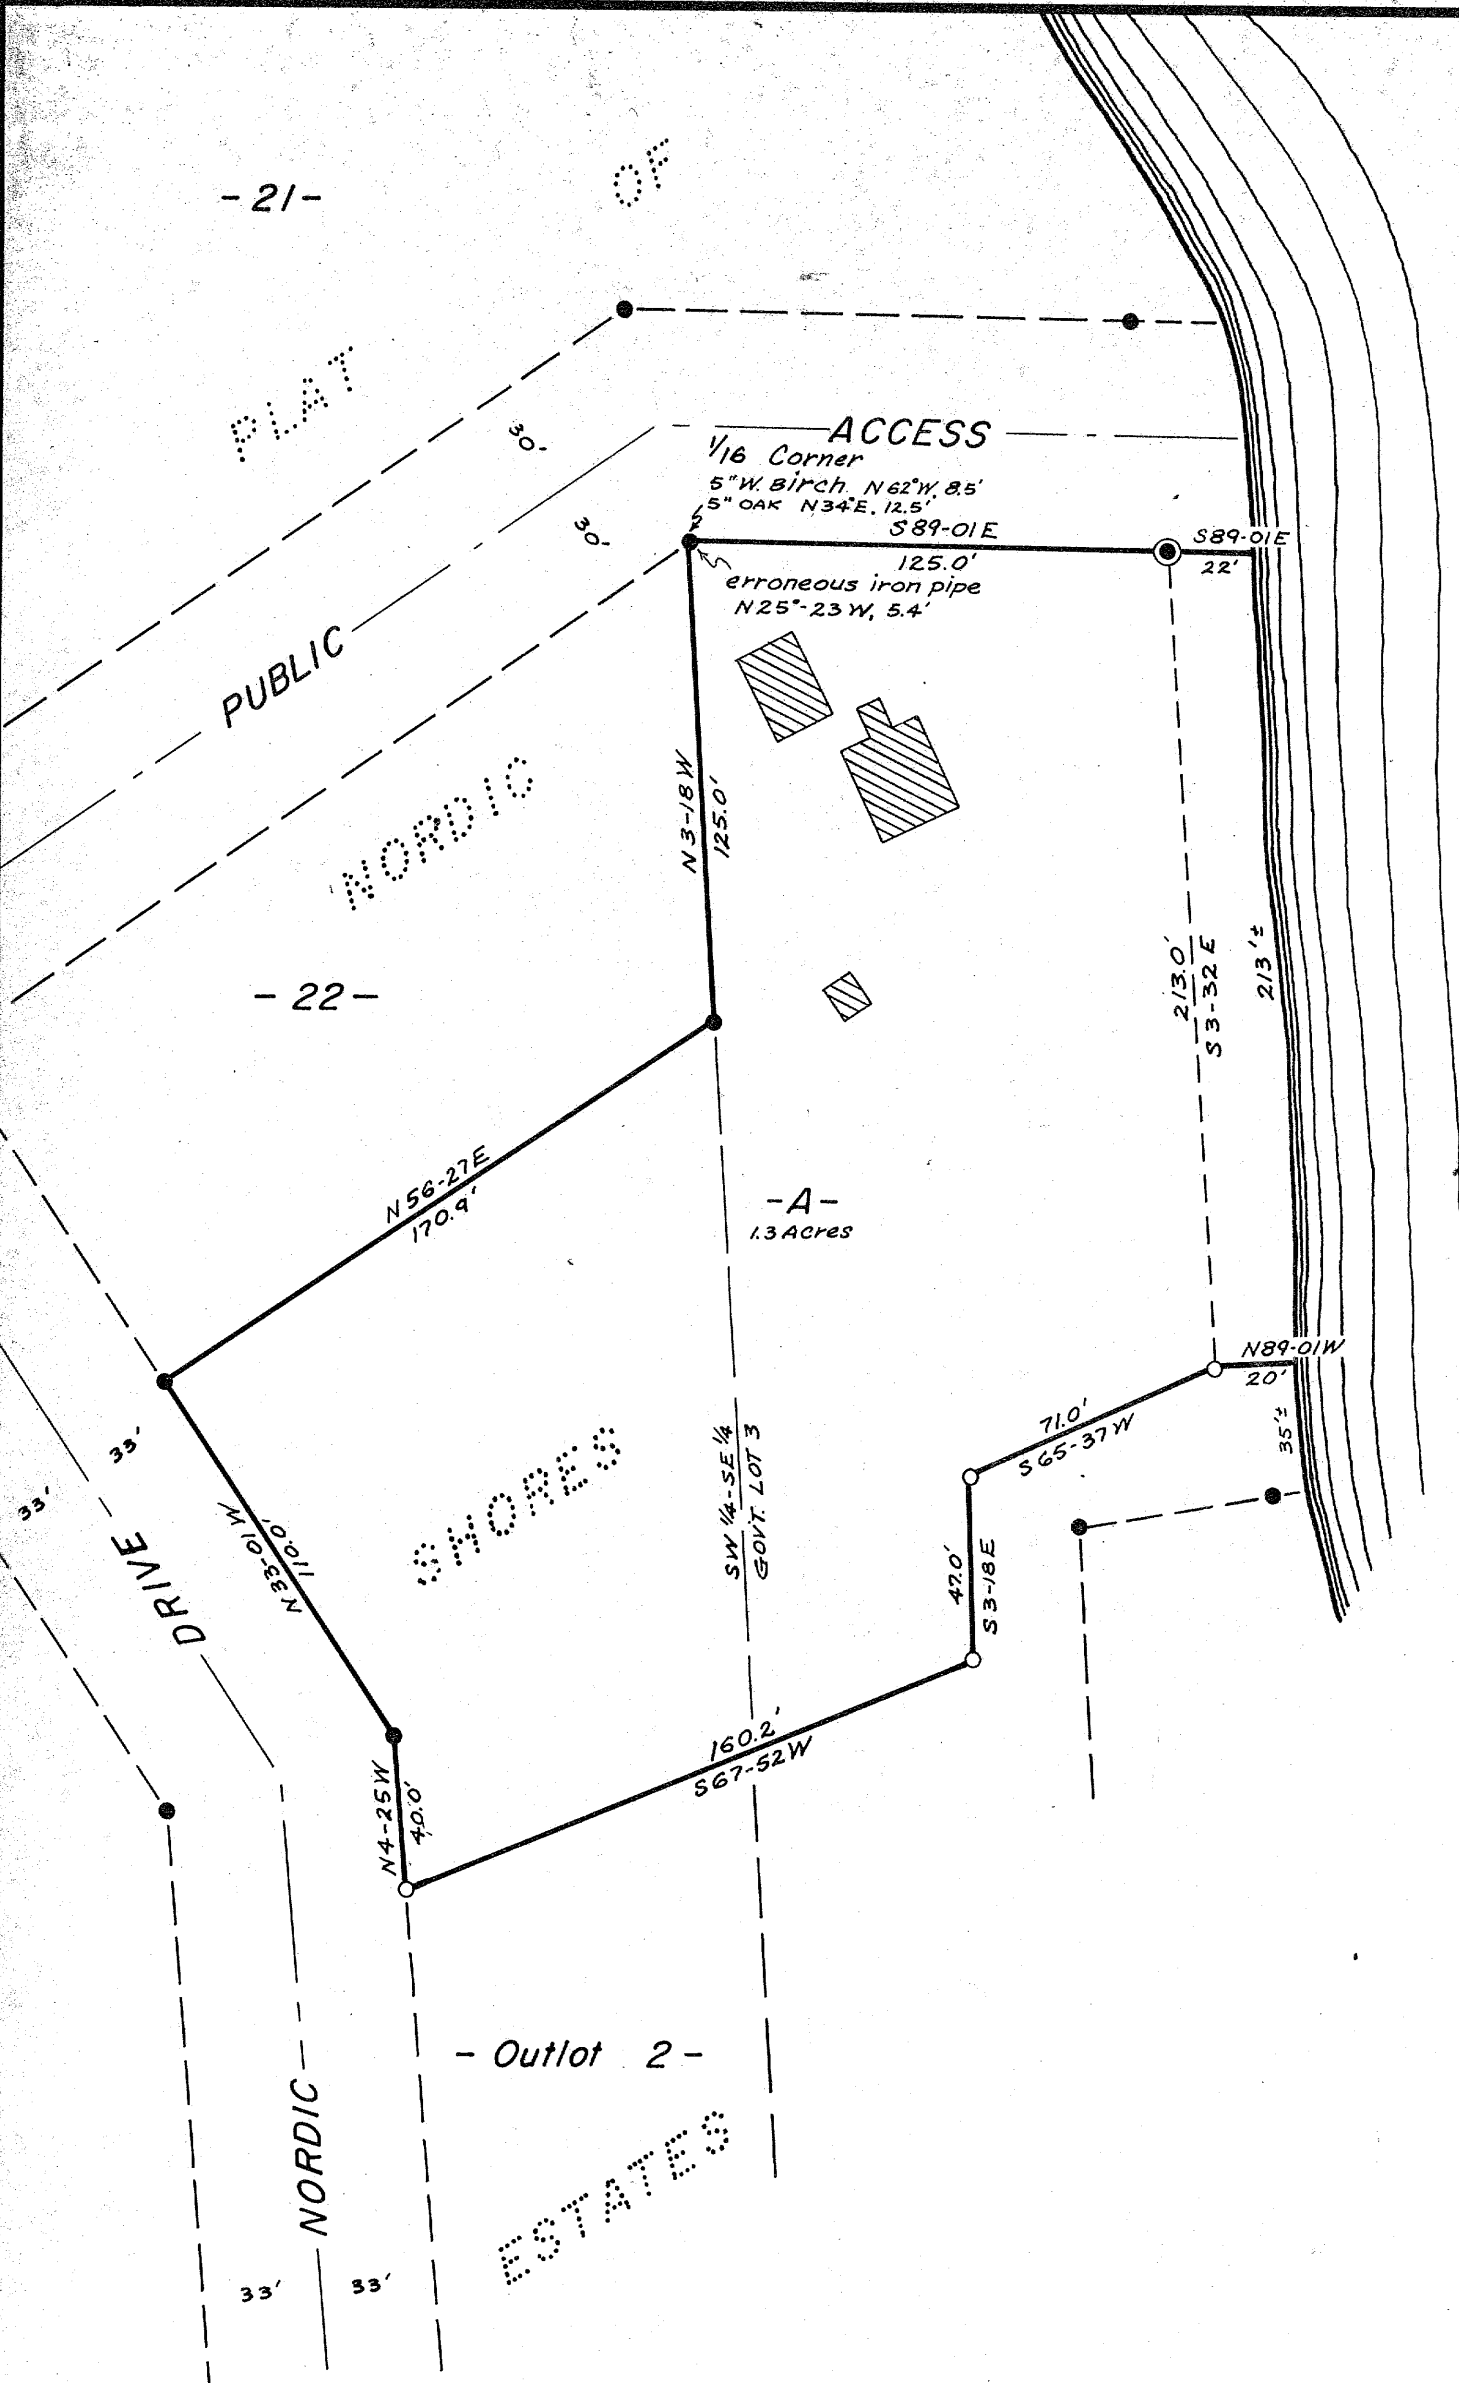 - 21 -
PLAT OF
NORDIC
SHORES
ESTATES
30'
30'
PUBLIC ACCESS
1/16 Corner
5" W. Birch N 62° W, 8.5'
5" OAK N 34° E, 12.5'
S 89-01 E
125.0'
S 89-01 E
22'
erroneous iron pipe
N 25°-23 W, 5.4'
N 3-18 W
125.0'
- 22 -
213.0'
S 3-32 E
213' ±
N 56-27 E
170.9'
- A -
1.3 Acres
N 89-01 W
20'
35' ±
71.0'
S 65-37 W
SW 1/4 - SE 1/4
GOV'T. LOT 3
33'
33'
N 33-01 W
110.0'
47.0'
S 3-18 E
160.2'
S 67-52 W
N 4-25 W
40.0'
NORDIC DRIVE
- Outlot 2 -
33'
33'